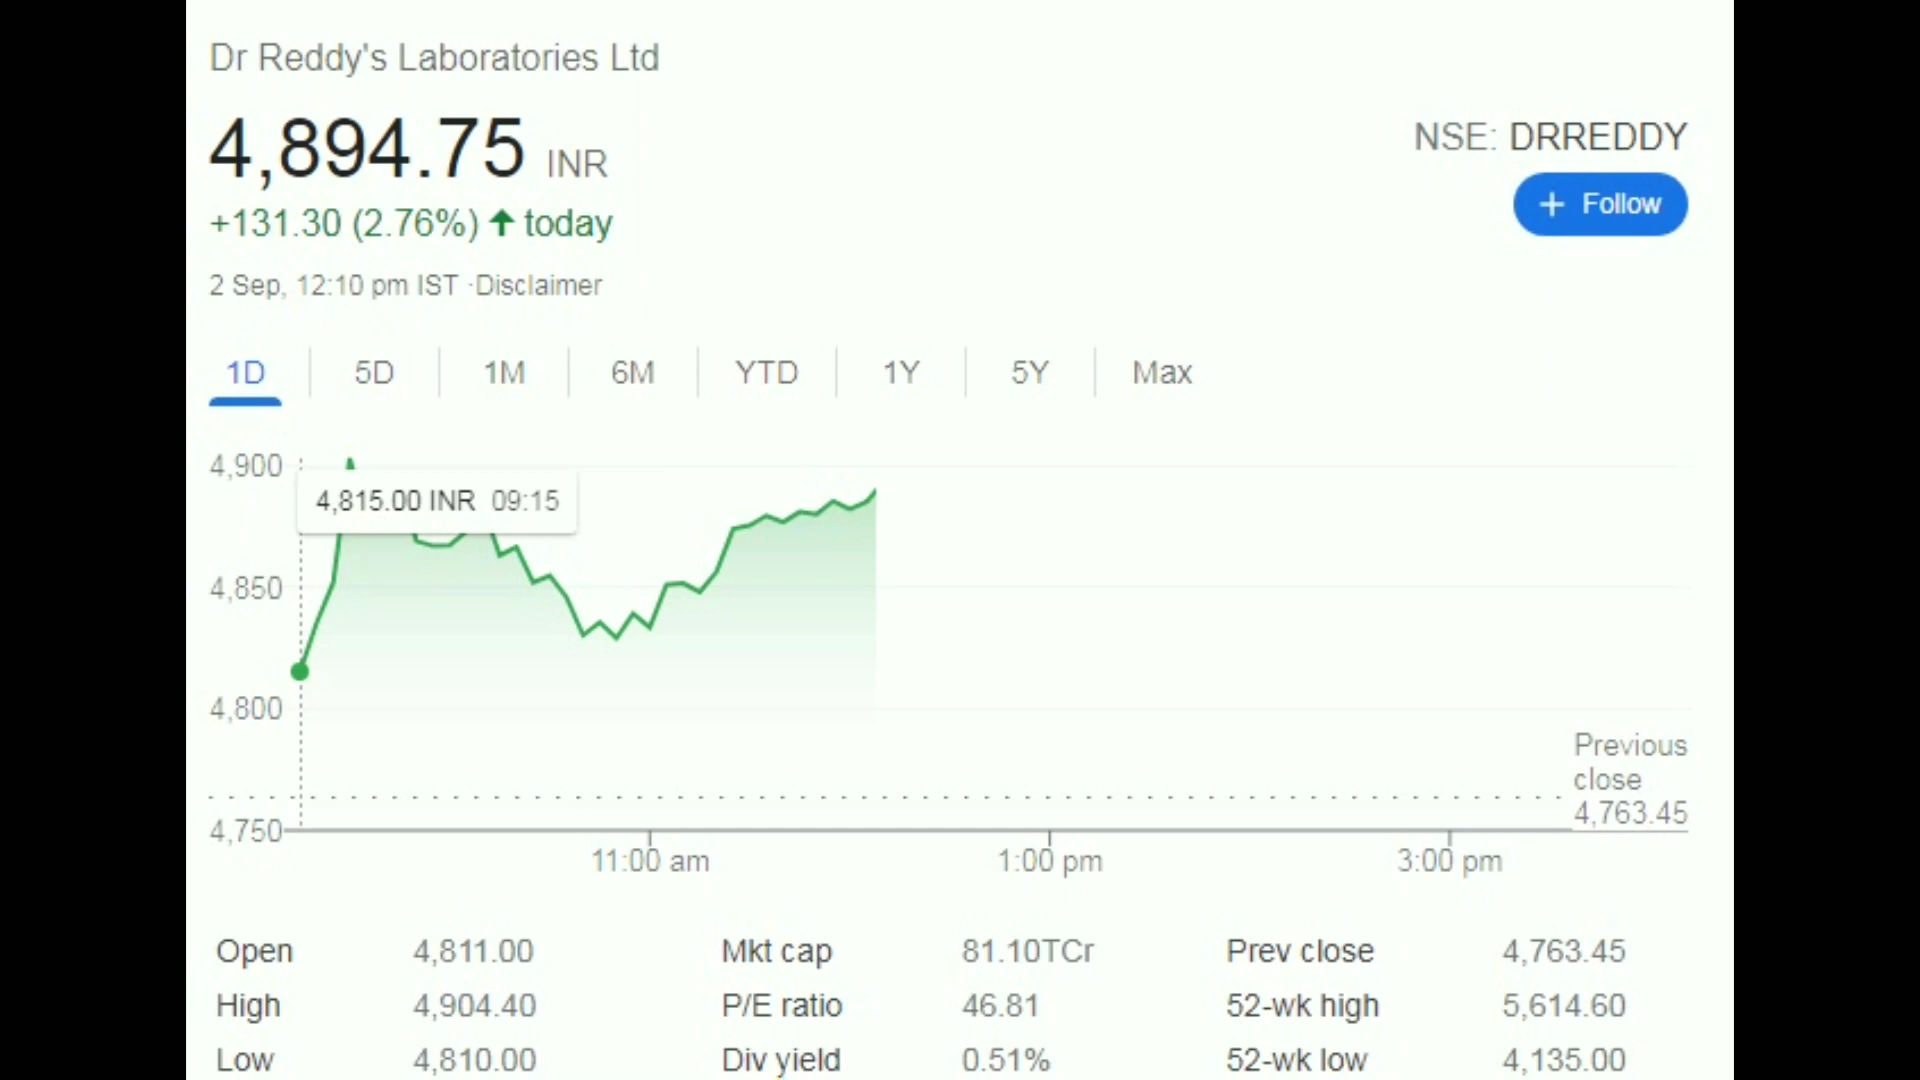 Dr Reddy's Laboratories Ltd
4,894.75 INR
NSE: DRREDDY
+ Follow
+131.30 (2.76%) ↑ today
2 Sep, 12:10 pm IST ·Disclaimer
1D 5D 1M 6M YTD 1Y 5Y Max
4,900
4,815.00 INR 09:15
4,850
4,800
Previous
close
4,763.45
4,750
11:00 am 1:00 pm 3:00 pm
Open 4,811.00 Mkt cap 81.10TCr Prev close 4,763.45
High 4,904.40 P/E ratio 46.81 52-wk high 5,614.60
Low 4,810.00 Div yield 0.51% 52-wk low 4,135.00